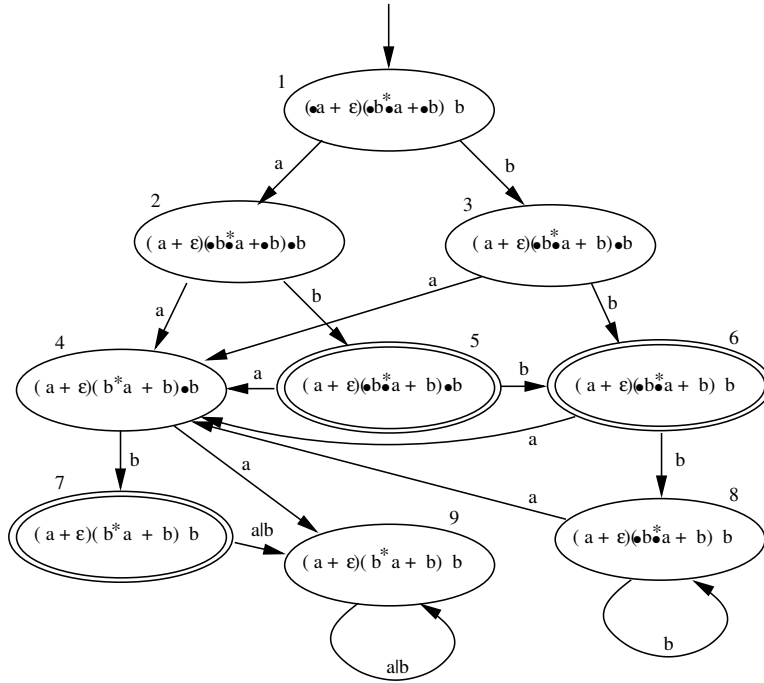 1
(•a + ε)(•b*•a + •b) b
a
b
2
3
( a + ε)(•b*•a + •b)•b
( a + ε)(•b*•a + b)•b
a
b
a
b
4
5
6
( a + ε)( b*a + b)•b
a
( a + ε)(•b*•a + b)•b
b
( a + ε)(•b*•a + b) b
b
a
a
b
7
a
8
( a + ε)( b*a + b) b
a|b
9
( a + ε)( b*a + b) b
( a + ε)(•b*•a + b) b
a|b
b